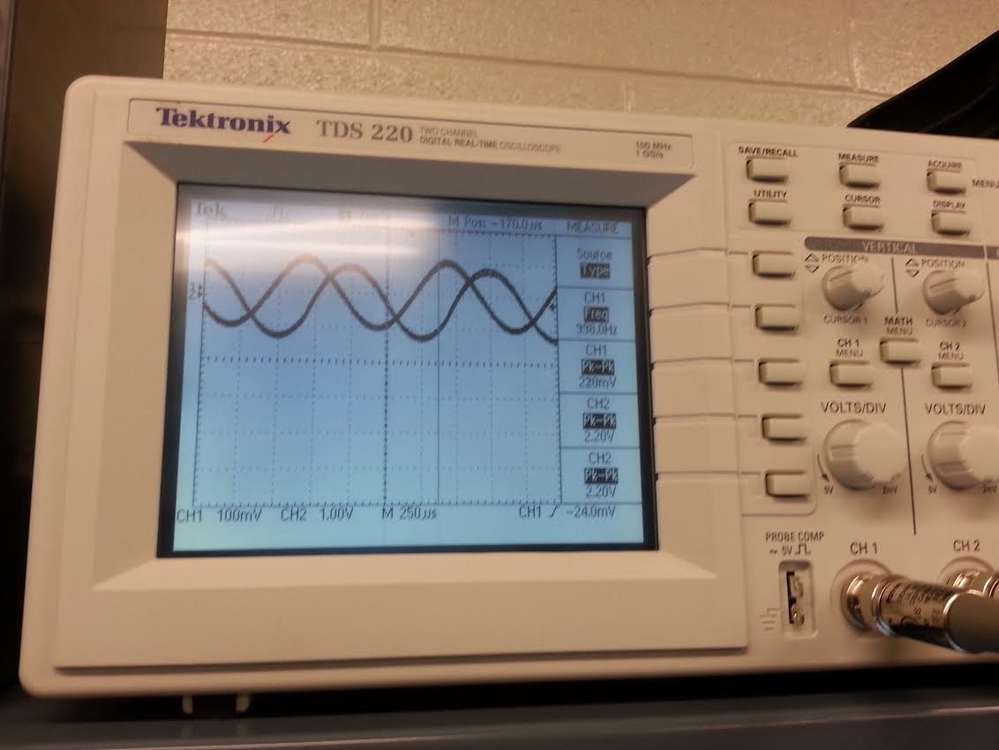 Tektronix TDS 220 TWO CHANNEL DIGITAL REAL-TIME OSCILLOSCOPE
100 MHz
1 GS/s
SAVE/RECALL MEASURE ACQUIRE
MENU
UTILITY CURSOR DISPLAY
Tek M Pos: -170.0µs MEASURE
Source
Type
CH1
Freq
998.0Hz
CH1
Pk-Pk
220mV
CH2
Pk-Pk
2.20V
CH2
Pk-Pk
2.20V
1
2
CH1 100mV CH2 1.00V M 250µs CH1 / -24.0mV
VERTICAL
POSITION POSITION
CURSOR 1 MATH MENU CURSOR 2
CH 1 MENU CH 2 MENU
VOLTS/DIV VOLTS/DIV
5V 2mV 5V 2mV
PROBE COMP
~ 5V
CH 1 CH 2